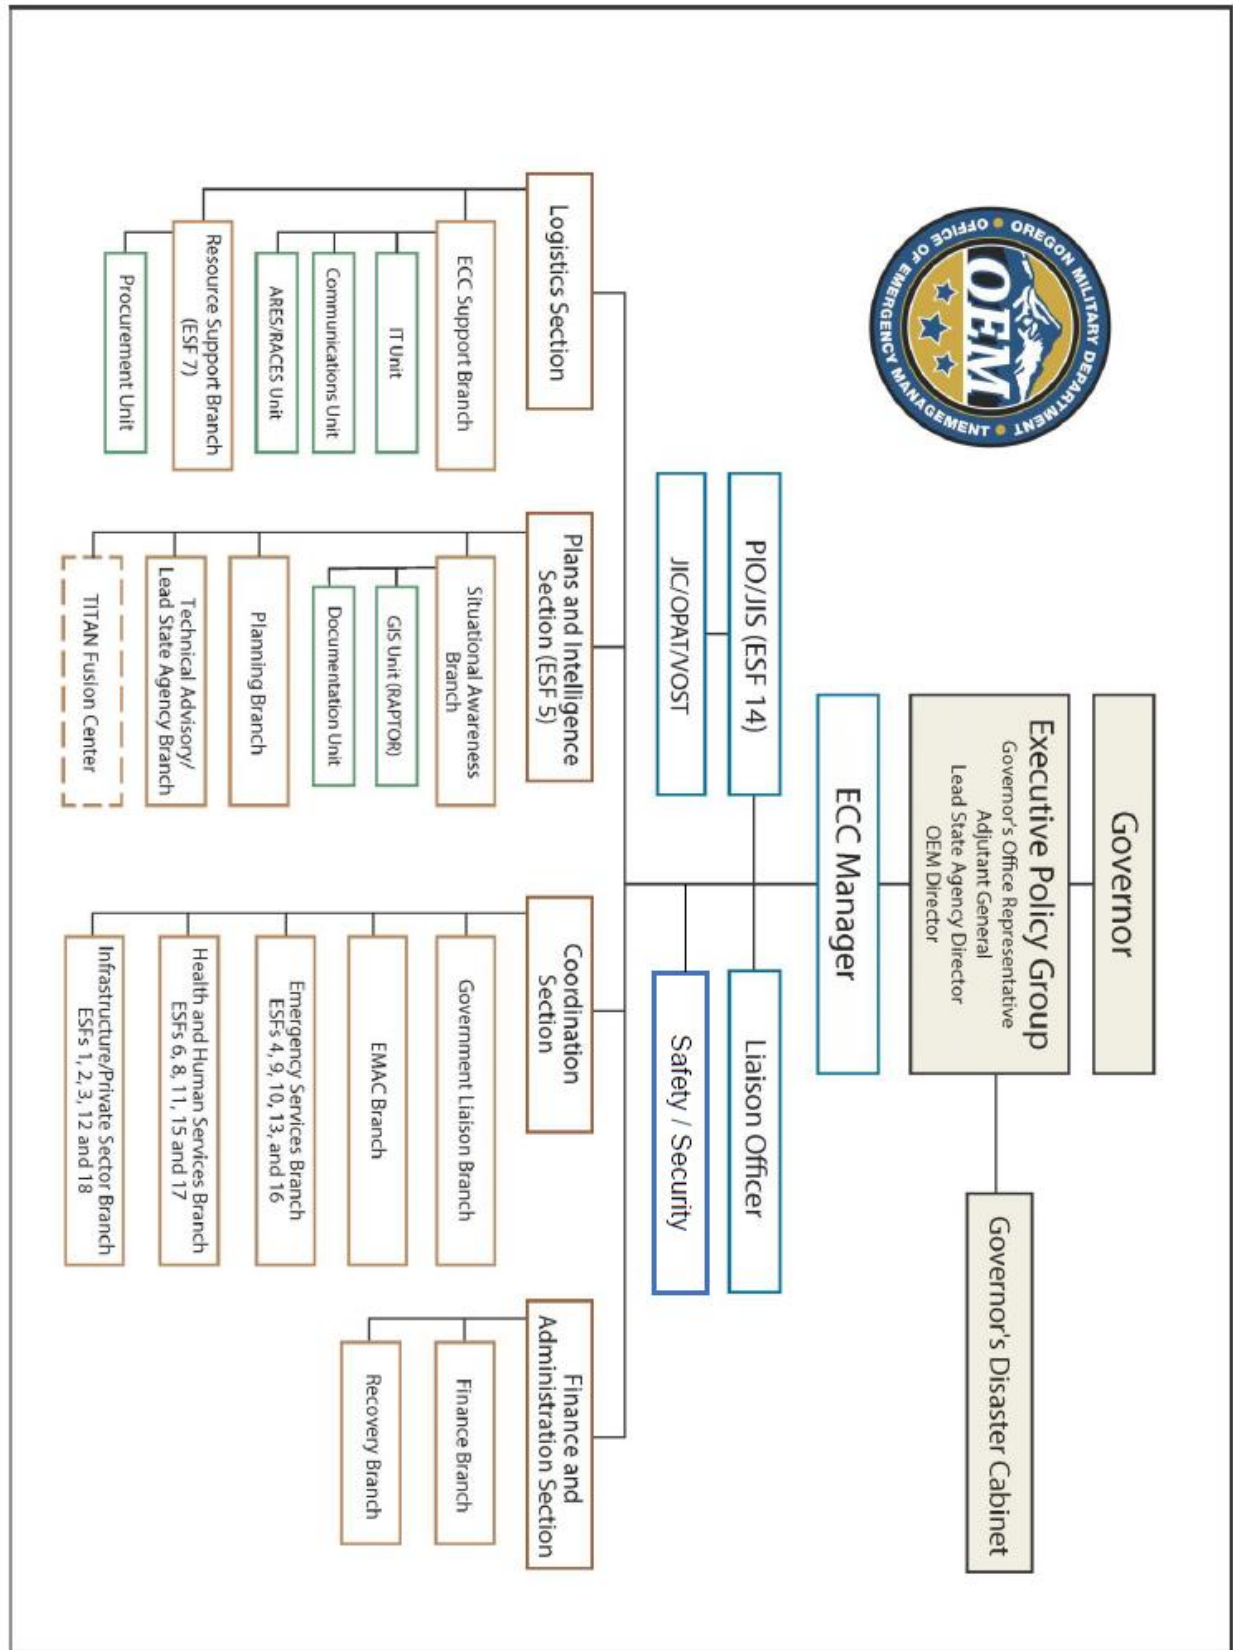 OREGON MILITARY DEPARTMENT
OFFICE OF EMERGENCY MANAGEMENT
OEM
Governor
Executive Policy Group
Governor's Office Representative
Adjutant General
Lead State Agency Director
OEM Director
Governor's Disaster Cabinet
ECC Manager
PIO/JIS (ESF 14)
Liaison Officer
JIC/OPAT/VOST
Safety / Security
Logistics Section
ECC Support Branch
IT Unit
Communications Unit
ARES/RACES Unit
Resource Support Branch
(ESF 7)
Procurement Unit
Plans and Intelligence
Section (ESF 5)
Situational Awareness
Branch
GIS Unit (RAPTOR)
Documentation Unit
Planning Branch
Technical Advisory/
Lead State Agency Branch
TITAN Fusion Center
Coordination
Section
Government Liaison Branch
EMAC Branch
Emergency Services Branch
ESFs 4, 9, 10, 13, and 16
Health and Human Services Branch
ESFs 6, 8, 11, 15 and 17
Infrastructure/Private Sector Branch
ESFs 1, 2, 3, 12 and 18
Finance and
Administration Section
Finance Branch
Recovery Branch